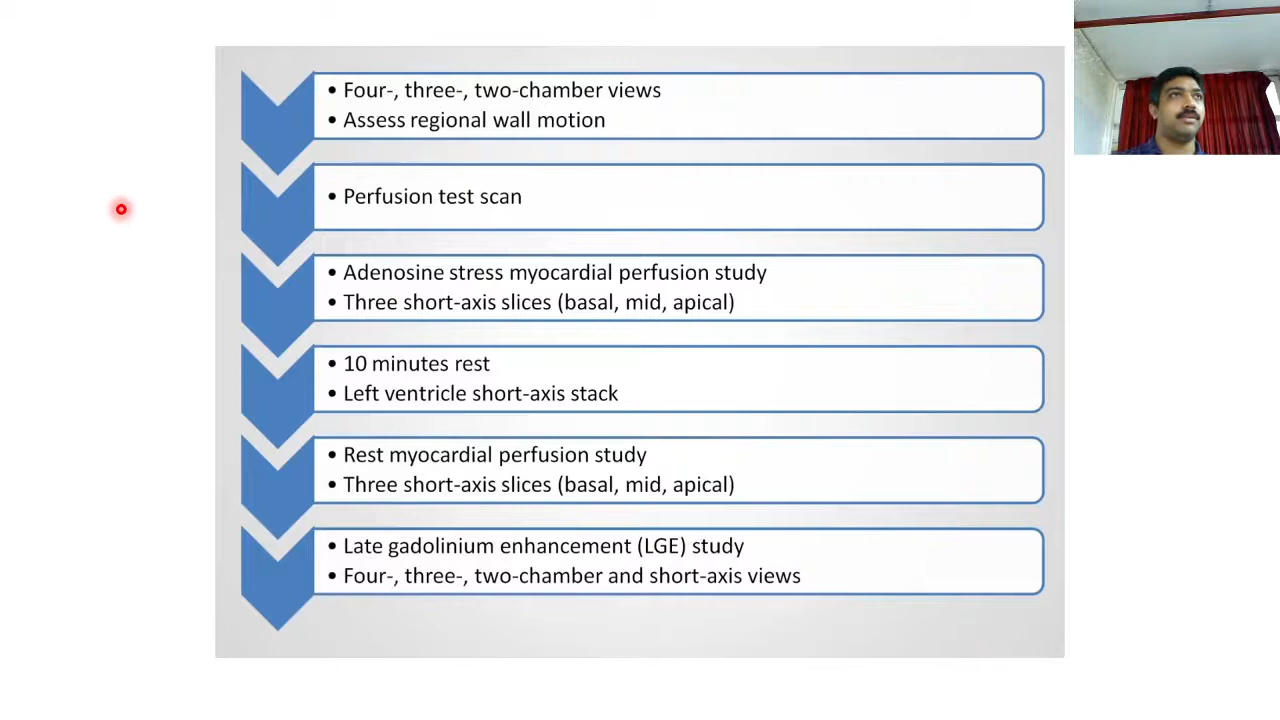 • Four-, three-, two-chamber views
• Assess regional wall motion
• Perfusion test scan
• Adenosine stress myocardial perfusion study
• Three short-axis slices (basal, mid, apical)
• 10 minutes rest
• Left ventricle short-axis stack
• Rest myocardial perfusion study
• Three short-axis slices (basal, mid, apical)
• Late gadolinium enhancement (LGE) study
• Four-, three-, two-chamber and short-axis views